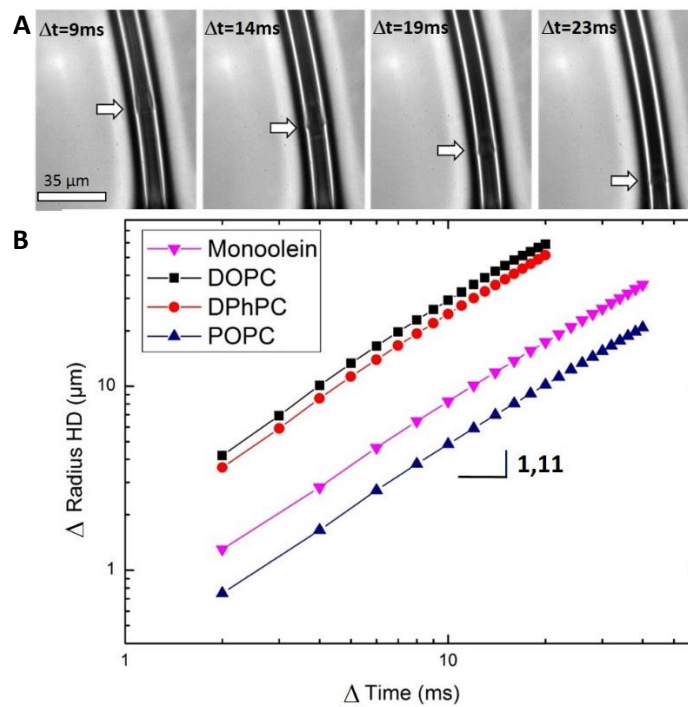 A
Δt=9ms
Δt=14ms
Δt=19ms
Δt=23ms
35 µm
B
Monoolein
DOPC
DPhPC
POPC
10
1
Δ Radius HD (µm)
1,11
1
10
Δ Time (ms)